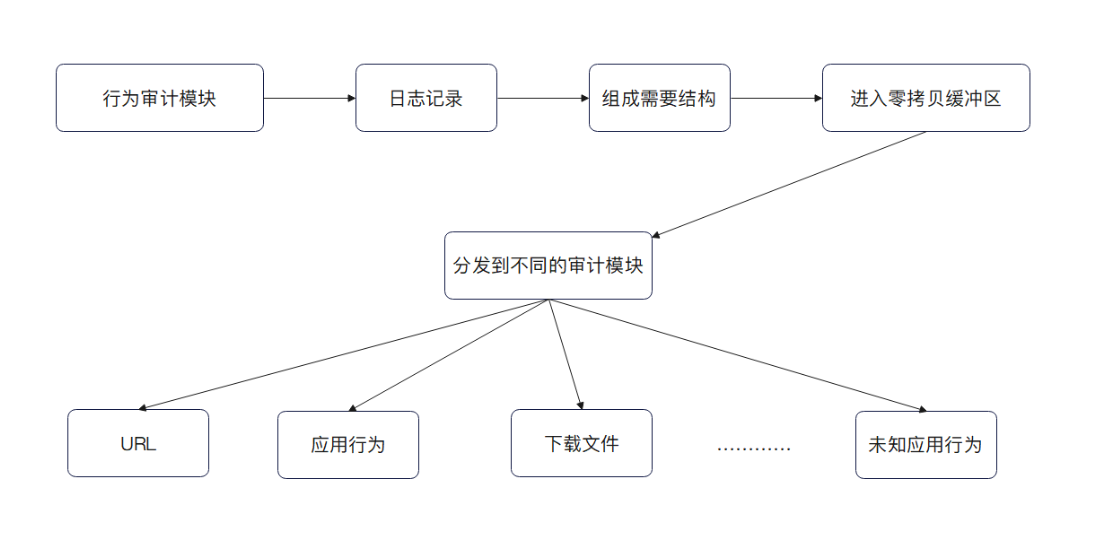 行为审计模块
日志记录
组成需要结构
进入零拷贝缓冲区
分发到不同的审计模块
URL
应用行为
下载文件
…………
未知应用行为